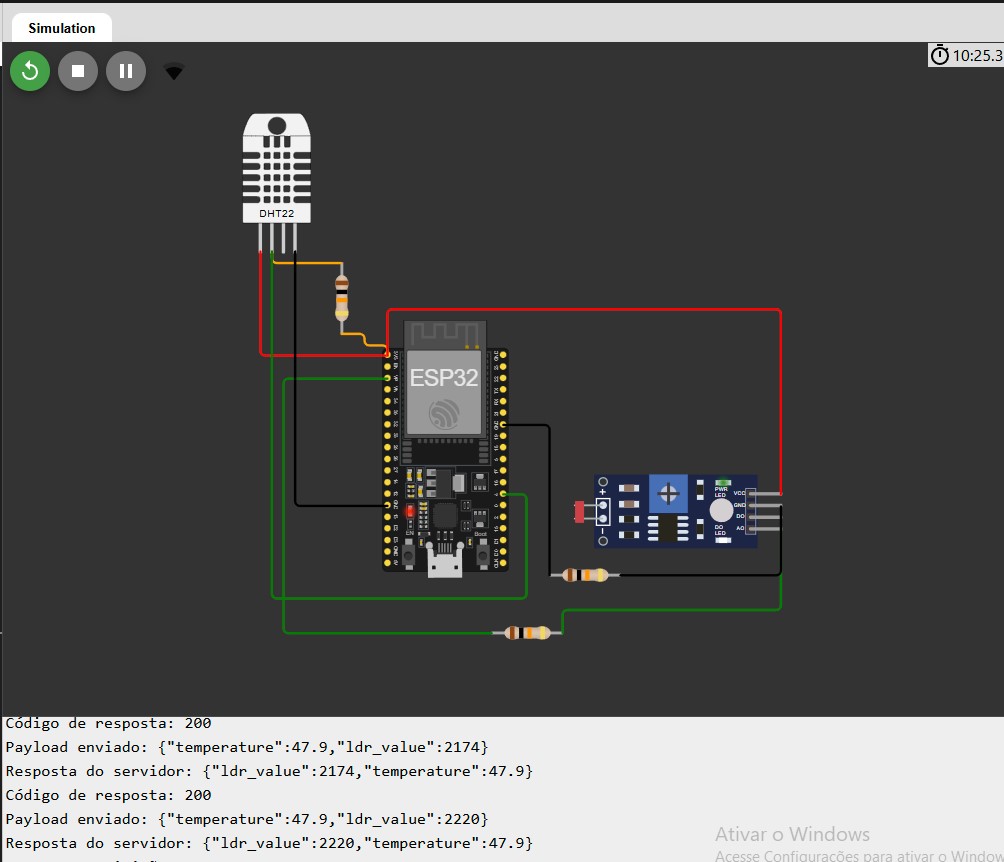 Simulation
10:25.3
DHT22
ESP32
PWR
LED
VCC
GND
DO
AO
DO
LED
EN
Boot
Código de resposta: 200
Payload enviado: {"temperature":47.9,"ldr_value":2174}
Resposta do servidor: {"ldr_value":2174,"temperature":47.9}
Código de resposta: 200
Payload enviado: {"temperature":47.9,"ldr_value":2220}
Resposta do servidor: {"ldr_value":2220,"temperature":47.9}
Ativar o Windows
Acesse Configurações para ativar o Window